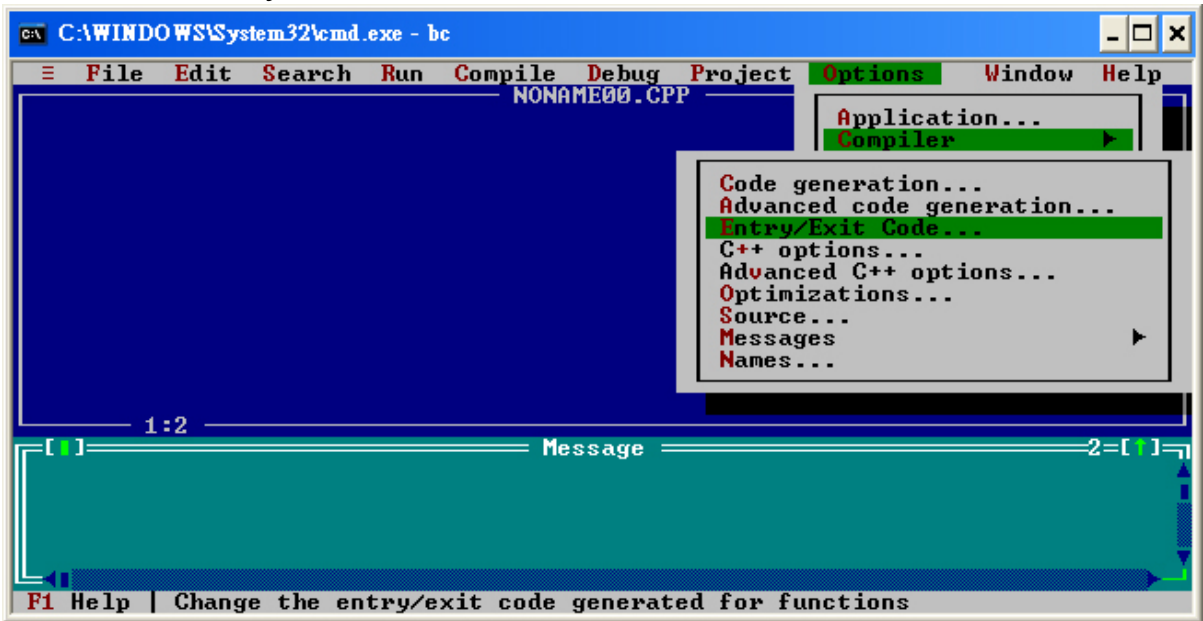 C:\WINDOWS\System32\cmd.exe - bc
≡ File Edit Search Run Compile Debug Project Options Window Help
NONAME00.CPP
Application...
Compiler
Code generation...
Advanced code generation...
Entry/Exit Code...
C++ options...
Advanced C++ options...
Optimizations...
Source...
Messages
Names...
1:2
Message
2=[↑]
F1 Help | Change the entry/exit code generated for functions